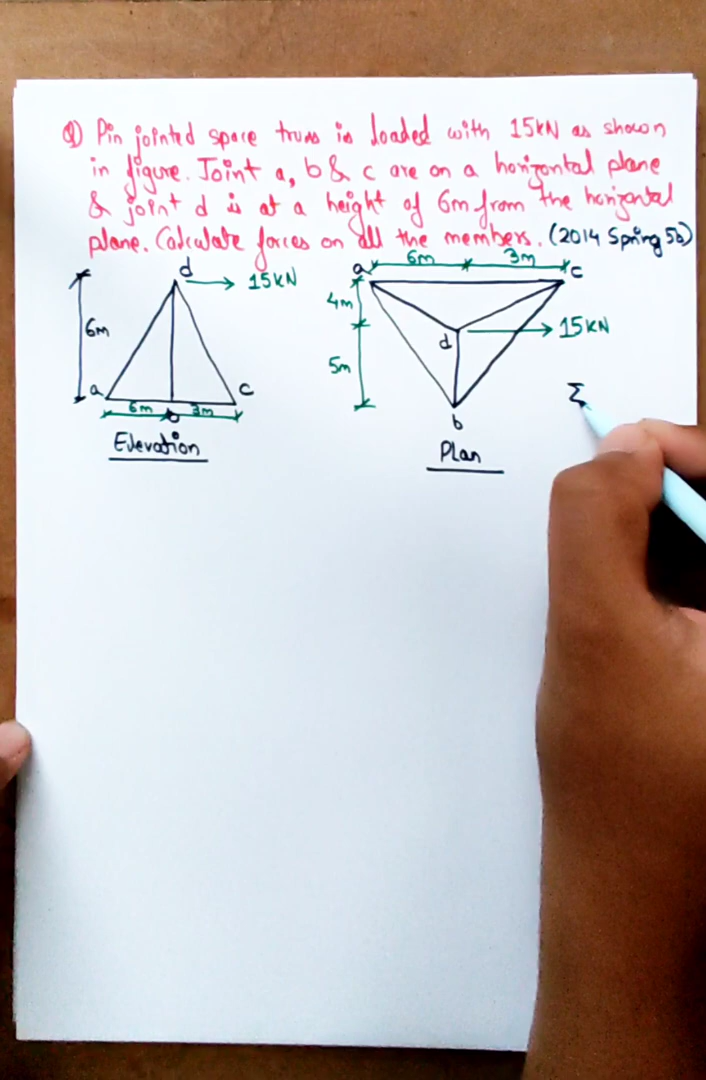 Q) Pin jointed space truss is loaded with 15kN as shown
in figure. Joint a, b & c are on a horizontal plane
& joint d is at a height of 6m from the horizontal
plane. Calculate forces on all the members. (2014 Spring 5b)
d 15kN
6m
a c
6m b 3m
Elevation
6m 3m
a c
4m
d 15kN
5m
b
Plan
Σ